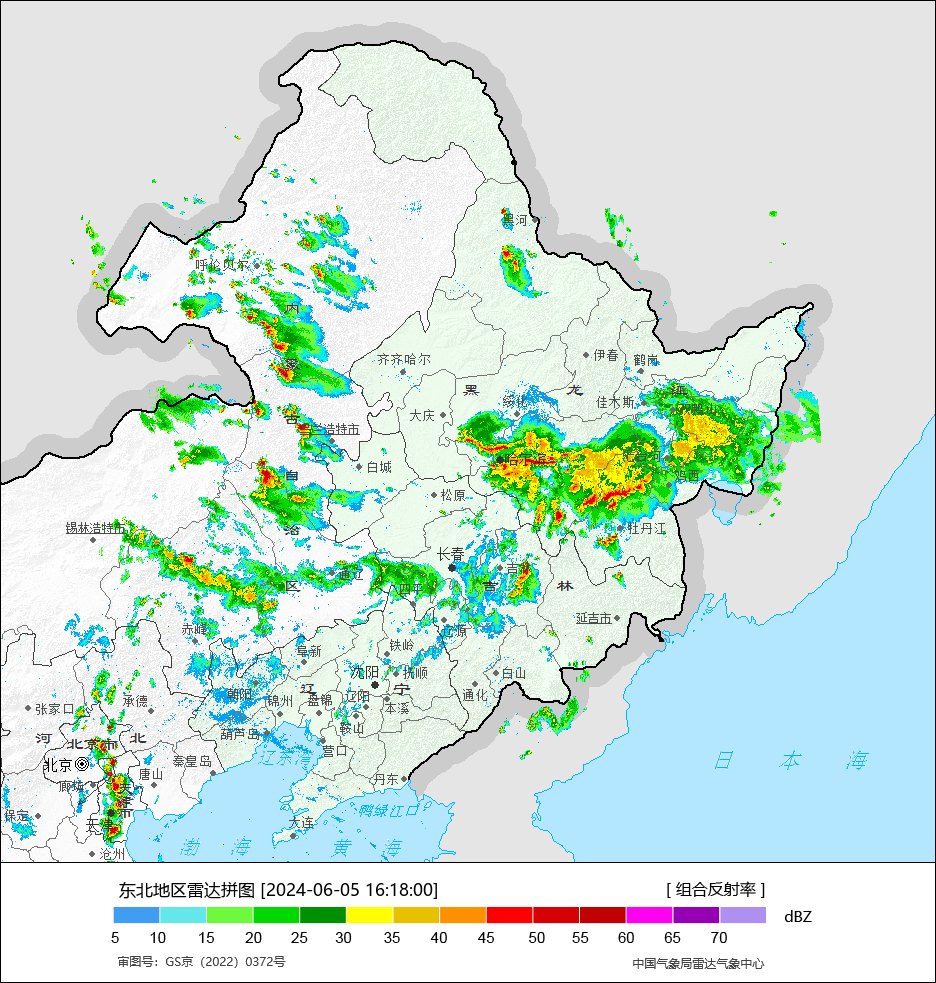 黑河
呼伦贝尔
内
齐齐哈尔
伊春
鹤岗
蒙
黑
龙
江
绥化
佳木斯
大庆
古
兰浩特市
哈尔滨
白城
鸡西
自
松原
锡林浩特市
治
牡丹江
长春
吉林
通辽
区
四平
吉
林
延吉市
赤峰
辽源
铁岭
阜新
沈阳
抚顺
白山
朝阳
辽
宁
通化
承德
锦州
盘锦
辽阳
本溪
张家口
鞍山
葫芦岛
河
北京市
北
营口
辽东湾
日 本 海
北京
秦皇岛
唐山
丹东
廊坊
天
津
市
鸭绿江口
保定
天津
大连
渤 海
黄 海
沧州
东北地区雷达拼图 [2024-06-05 16:18:00]
[ 组合反射率 ]
dBZ
5 10 15 20 25 30 35 40 45 50 55 60 65 70
审图号：GS京（2022）0372号
中国气象局雷达气象中心